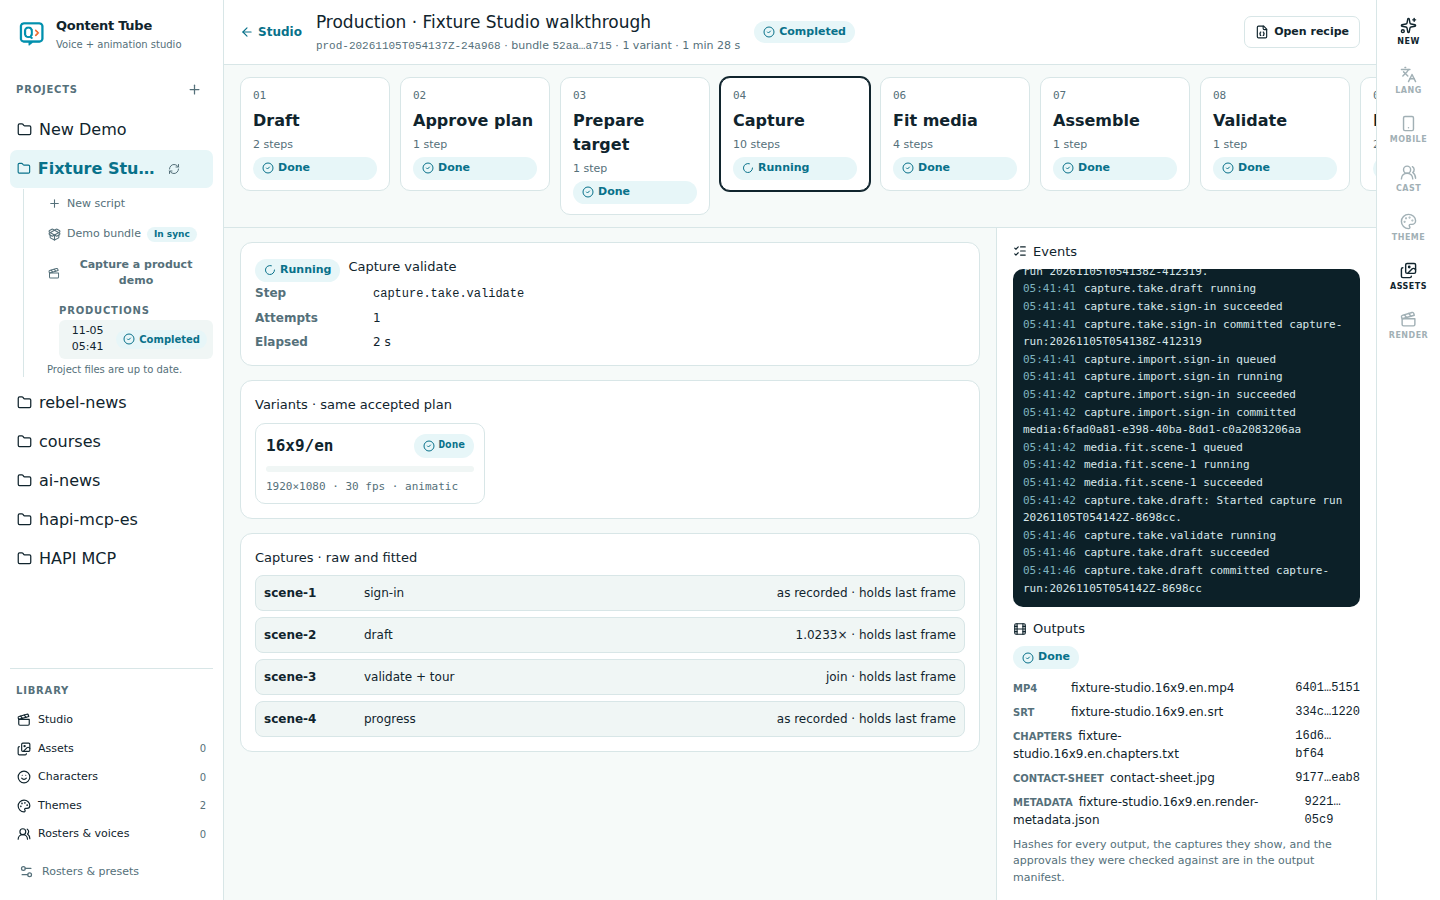 Qontent Tube
Voice + animation studio
PROJECTS
New Demo
Fixture Stu...
New script
Demo bundle In sync
Capture a product
demo
PRODUCTIONS
11-05
05:41
Completed
Project files are up to date.
rebel-news
courses
ai-news
hapi-mcp-es
HAPI MCP
LIBRARY
Studio
Assets 0
Characters 0
Themes 2
Rosters & voices 0
Rosters & presets
Studio
Production · Fixture Studio walkthrough
prod-20261105T054137Z-24a968 · bundle 52aa…a715 · 1 variant · 1 min 28 s
Completed
Open recipe
01
Draft
2 steps
Done
02
Approve plan
1 step
Done
03
Prepare
target
1 step
Done
04
Capture
10 steps
Running
06
Fit media
4 steps
Done
07
Assemble
1 step
Done
08
Validate
1 step
Done
Running Capture validate
Step capture.take.validate
Attempts 1
Elapsed 2 s
Variants · same accepted plan
16x9/en Done
1920×1080 · 30 fps · animatic
Captures · raw and fitted
scene-1 sign-in as recorded · holds last frame
scene-2 draft 1.0233× · holds last frame
scene-3 validate + tour join · holds last frame
scene-4 progress as recorded · holds last frame
Events
run 20261105T054138Z-412319.
05:41:41 capture.take.draft running
05:41:41 capture.take.sign-in succeeded
05:41:41 capture.take.sign-in committed capture-
run:20261105T054138Z-412319
05:41:41 capture.import.sign-in queued
05:41:41 capture.import.sign-in running
05:41:42 capture.import.sign-in succeeded
05:41:42 capture.import.sign-in committed
media:6fad0a81-e398-40ba-8dd1-c0a2083206aa
05:41:42 media.fit.scene-1 queued
05:41:42 media.fit.scene-1 running
05:41:42 media.fit.scene-1 succeeded
05:41:42 capture.take.draft: Started capture run
20261105T054142Z-8698cc.
05:41:46 capture.take.validate running
05:41:46 capture.take.draft succeeded
05:41:46 capture.take.draft committed capture-
run:20261105T054142Z-8698cc
Outputs
Done
MP4 fixture-studio.16x9.en.mp4 6401…5151
SRT fixture-studio.16x9.en.srt 334c…1220
CHAPTERS fixture- 16d6…
studio.16x9.en.chapters.txt bf64
CONTACT-SHEET contact-sheet.jpg 9177…eab8
METADATA fixture-studio.16x9.en.render- 9221…
metadata.json 05c9
Hashes for every output, the captures they show, and the
approvals they were checked against are in the output
manifest.
NEW
LANG
MOBILE
CAST
THEME
ASSETS
RENDER